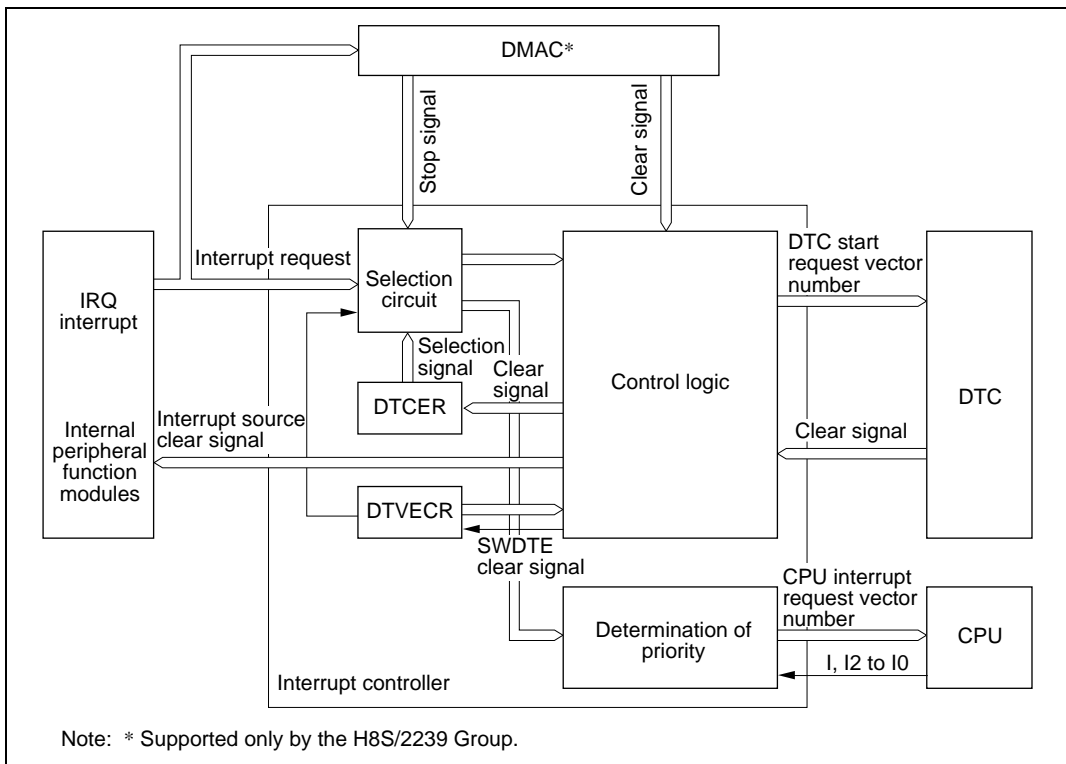 DMAC*
Stop signal
Clear signal
Interrupt request
Selection
circuit
DTC start
request vector
number
IRQ
interrupt
Selection
signal
Clear
signal
Control logic
DTCER
DTC
Interrupt source
clear signal
Clear signal
Internal
peripheral
function
modules
DTVECR
SWDTE
clear signal
CPU interrupt
request vector
number
Determination of
priority
CPU
I, I2 to I0
Interrupt controller
Note: * Supported only by the H8S/2239 Group.